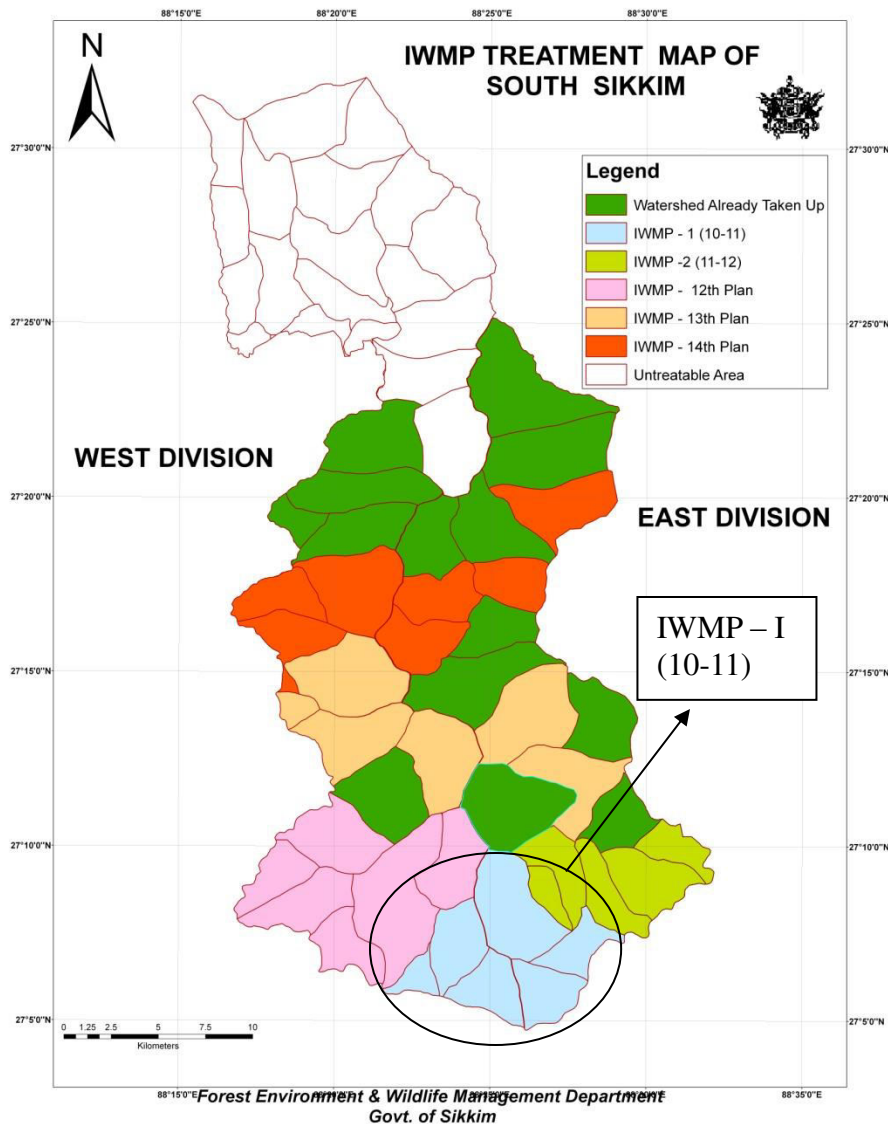 88°15'0"E 88°20'0"E 88°25'0"E 88°30'0"E
N
IWMP TREATMENT MAP OF
SOUTH SIKKIM
27°30'0"N 27°30'0"N
Legend
Watershed Already Taken Up
IWMP - 1 (10-11)
IWMP -2 (11-12)
IWMP - 12th Plan
IWMP - 13th Plan
IWMP - 14th Plan
Untreatable Area
27°25'0"N 27°25'0"N
WEST DIVISION
27°20'0"N 27°20'0"N
EAST DIVISION
IWMP – I
(10-11)
27°15'0"N 27°15'0"N
27°10'0"N 27°10'0"N
27°5'0"N 27°5'0"N
0 1.25 2.5 5 7.5 10
Kilometers
88°15'0"E 88°35'0"E
Forest Environment & Wildlife Management Department
Govt. of Sikkim